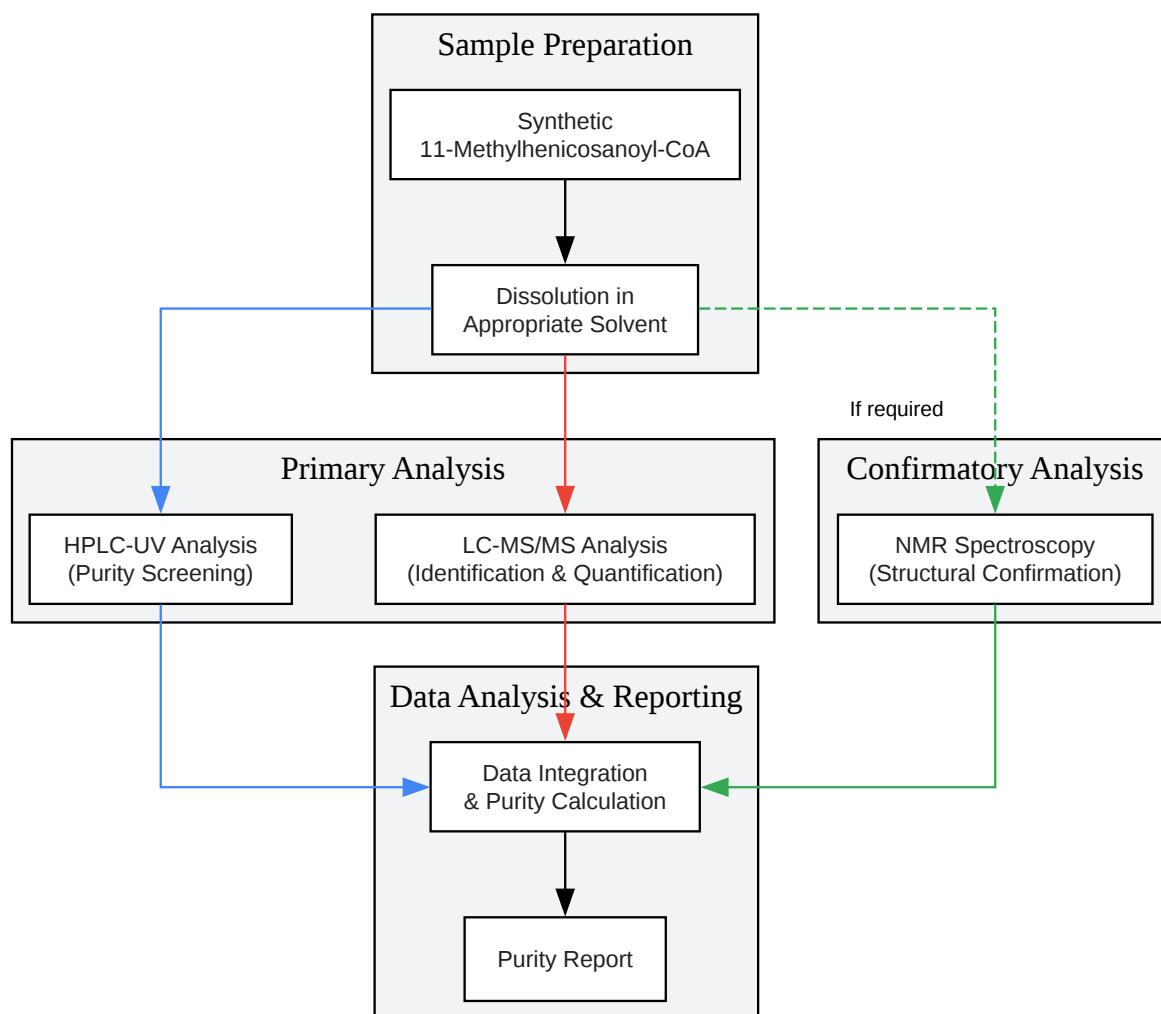 Sample Preparation
Synthetic
11-Methylhenicosanoyl-CoA
Dissolution in
Appropriate Solvent
If required
Primary Analysis
HPLC-UV Analysis
(Purity Screening)
LC-MS/MS Analysis
(Identification & Quantification)
Confirmatory Analysis
NMR Spectroscopy
(Structural Confirmation)
Data Analysis & Reporting
Data Integration
& Purity Calculation
Purity Report